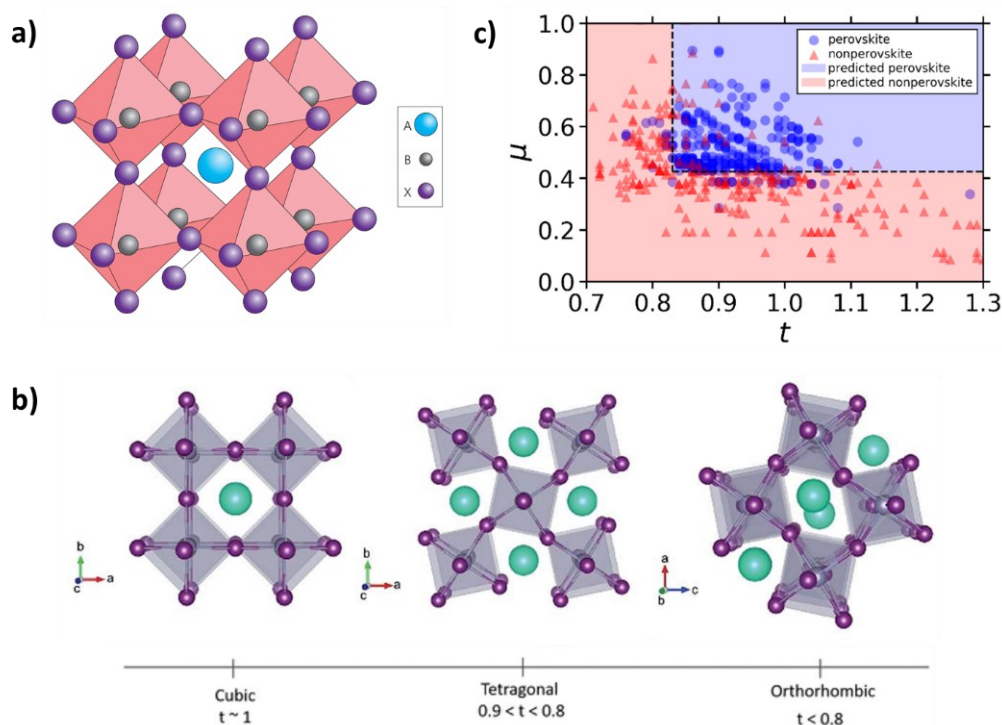 a)
A
B
X
c)
perovskite
nonperovskite
predicted perovskite
predicted nonperovskite
μ
1.0
0.8
0.6
0.4
0.2
0.0
0.7 0.8 0.9 1.0 1.1 1.2 1.3
t
b)
b
c a
b
c a
a
b c
Cubic
t ~ 1
Tetragonal
0.9 < t < 0.8
Orthorhombic
t < 0.8